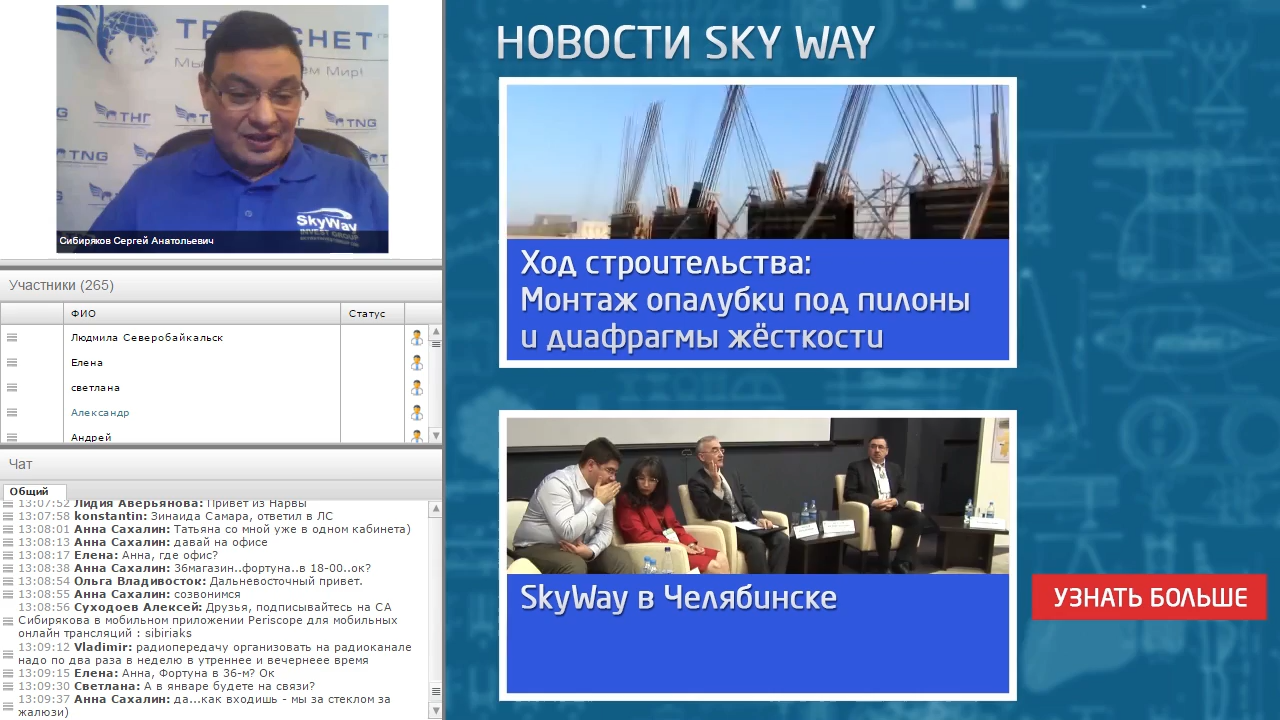 TNG
ТНГ
TNG
TNG
SkyWay
INVEST GROUP
Сибиряков Сергей Анатольевич
Участники (265)
ФИО
Статус
Людмила Северобайкальск
Елена
светлана
Александр
Андрей
Чат
Общий
13:07:52 Лидия Аверьянова: Привет из Нарвы
13:07:58 konstantin: Зинаида Самара, ответил в ЛС
13:08:01 Анна Сахалин: Татьяна со мной уже в одном кабинета)
13:08:13 Анна Сахалин: давай на офисе
13:08:17 Елена: Анна, где офис?
13:08:38 Анна Сахалин: 36магазин..фортуна..в 18-00..ок?
13:08:54 Ольга Владивосток: Дальневосточный привет.
13:08:55 Анна Сахалин: созвонимся
13:08:56 Суходоев Алексей: Друзья, подписывайтесь на СА
Сибирякова в мобильном приложении Periscope для мобильных
онлайн трансляций : sibiriaks
13:09:12 Vladimir: радиопередачу организовать на радиоканале
надо по два раза в неделю в утреннее и вечернеее время
13:09:15 Елена: Анна, Фортуна в 36-м? Ок
13:09:30 Светлана: А в январе будете на связи?
13:09:37 Анна Сахалин: да...как входишь - мы за стеклом за
жалюзи)
НОВОСТИ SKY WAY
Ход строительства:
Монтаж опалубки под пилоны
и диафрагмы жёсткости
SkyWay в Челябинске
УЗНАТЬ БОЛЬШЕ